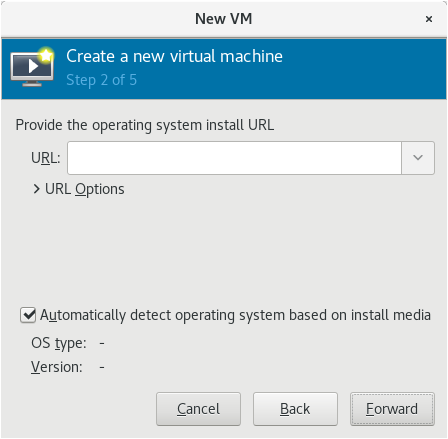 New VM ×
Create a new virtual machine
Step 2 of 5
Provide the operating system install URL
URL:
URL Options
Automatically detect operating system based on install media
OS type: -
Version: -
Cancel Back Forward